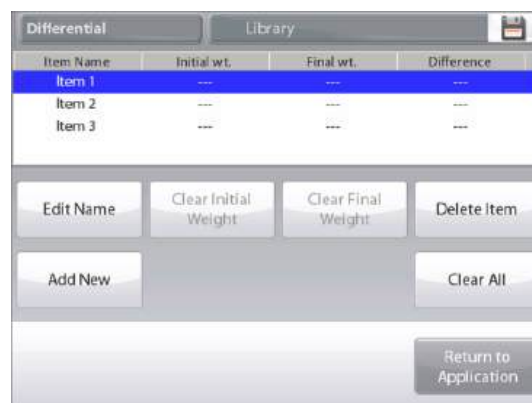 Differential Library
Item Name Initial wt. Final wt. Difference
Item 1 --- --- ---
Item 2 --- --- ---
Item 3 --- --- ---
Edit Name Clear Initial Weight Clear Final Weight Delete Item
Add New Clear All
Return to Application